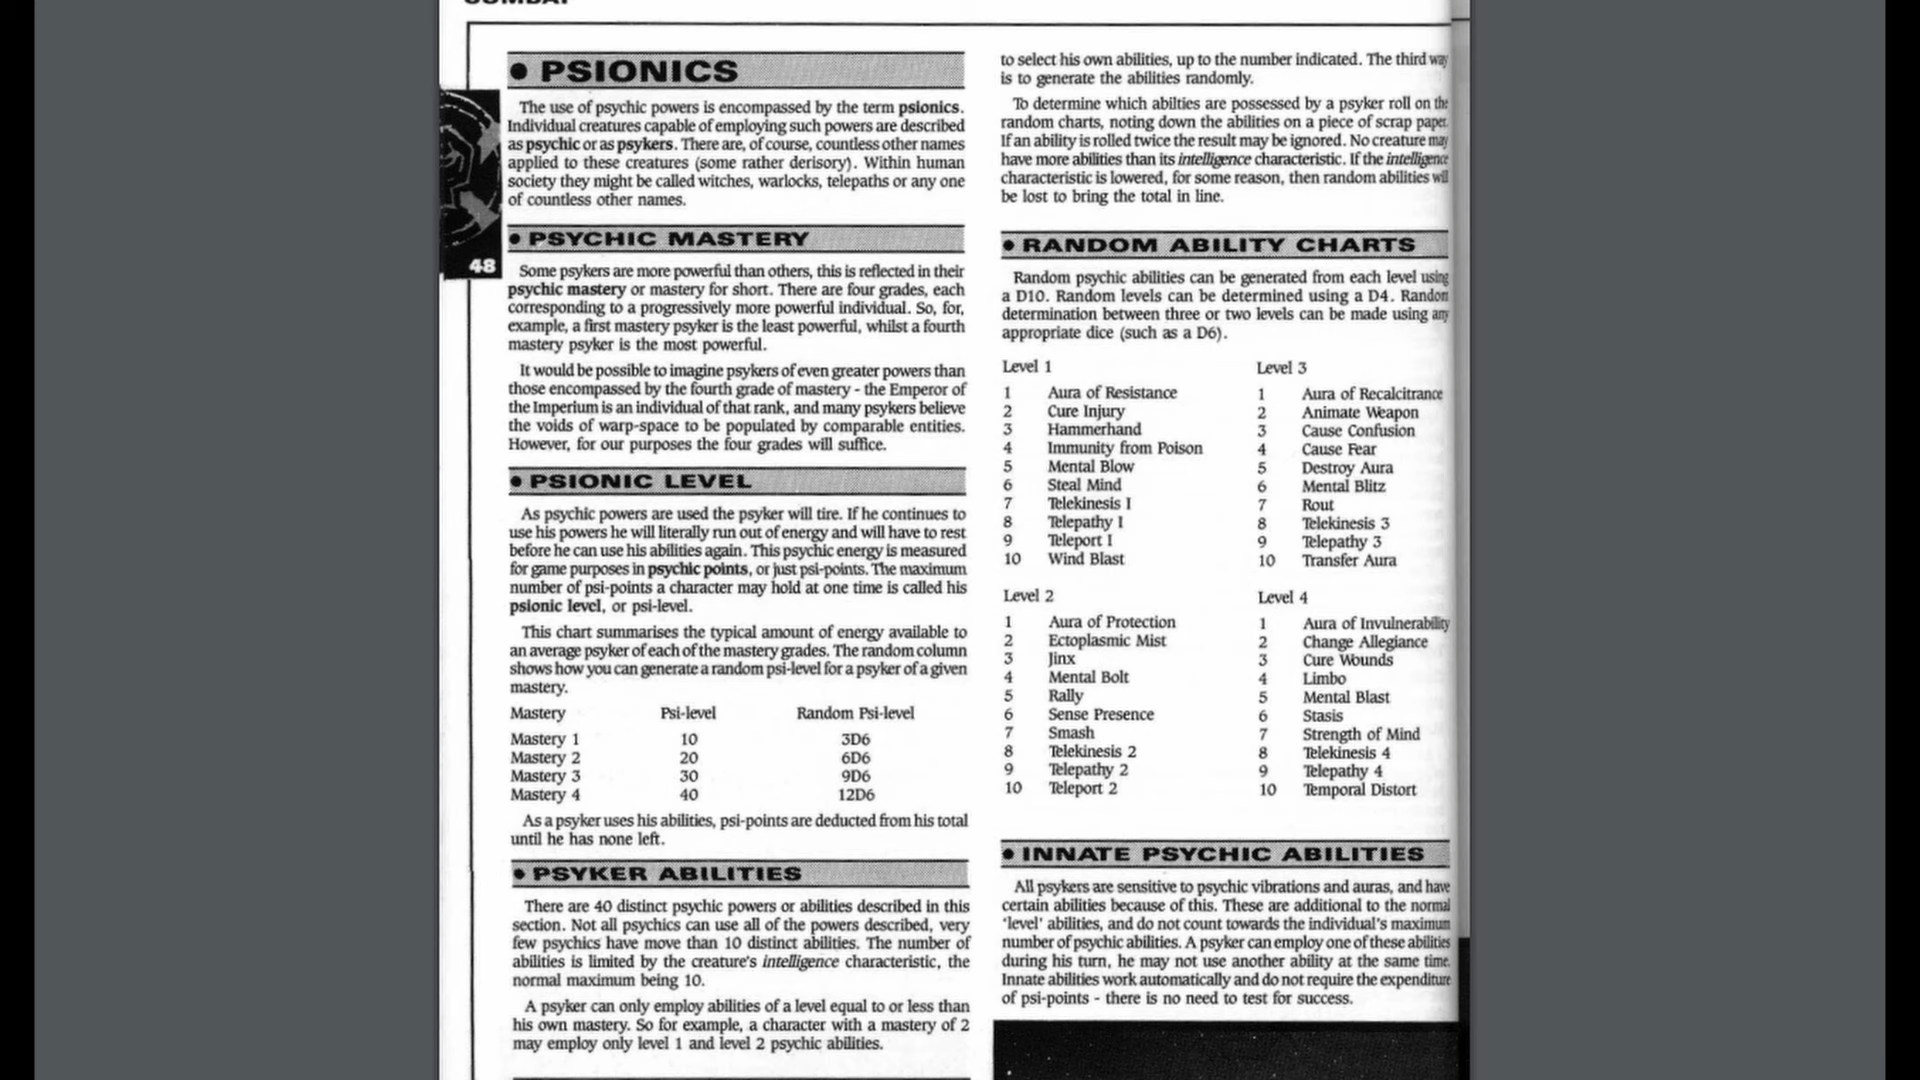 COMBAT
• PSIONICS
The use of psychic powers is encompassed by the term psionics.
Individual creatures capable of employing such powers are described
as psychic or as psykers. There are, of course, countless other names
applied to these creatures (some rather derisory). Within human
society they might be called witches, warlocks, telepaths or any one
of countless other names.
• PSYCHIC MASTERY
48
Some psykers are more powerful than others, this is reflected in their
psychic mastery or mastery for short. There are four grades, each
corresponding to a progressively more powerful individual. So, for,
example, a first mastery psyker is the least powerful, whilst a fourth
mastery psyker is the most powerful.
It would be possible to imagine psykers of even greater powers than
those encompassed by the fourth grade of mastery - the Emperor of
the Imperium is an individual of that rank, and many psykers believe
the voids of warp-space to be populated by comparable entities.
However, for our purposes the four grades will suffice.
• PSIONIC LEVEL
As psychic powers are used the psyker will tire. If he continues to
use his powers he will literally run out of energy and will have to rest
before he can use his abilities again. This psychic energy is measured
for game purposes in psychic points, or just psi-points. The maximum
number of psi-points a character may hold at one time is called his
psionic level, or psi-level.
This chart summarises the typical amount of energy available to
an average psyker of each of the mastery grades. The random column
shows how you can generate a random psi-level for a psyker of a given
mastery.
Mastery Psi-level Random Psi-level
Mastery 1 10 3D6
Mastery 2 20 6D6
Mastery 3 30 9D6
Mastery 4 40 12D6
As a psyker uses his abilities, psi-points are deducted from his total
until he has none left.
• PSYKER ABILITIES
There are 40 distinct psychic powers or abilities described in this
section. Not all psychics can use all of the powers described, very
few psychics have move than 10 distinct abilities. The number of
abilities is limited by the creature's intelligence characteristic, the
normal maximum being 10.
A psyker can only employ abilities of a level equal to or less than
his own mastery. So for example, a character with a mastery of 2
may employ only level 1 and level 2 psychic abilities.
to select his own abilities, up to the number indicated. The third way
is to generate the abilities randomly.
To determine which abilties are possessed by a psyker roll on the
random charts, noting down the abilities on a piece of scrap paper.
If an ability is rolled twice the result may be ignored. No creature may
have more abilities than its intelligence characteristic. If the intelligence
characteristic is lowered, for some reason, then random abilities will
be lost to bring the total in line.
• RANDOM ABILITY CHARTS
Random psychic abilities can be generated from each level using
a D10. Random levels can be determined using a D4. Random
determination between three or two levels can be made using any
appropriate dice (such as a D6).
Level 1
1 Aura of Resistance
2 Cure Injury
3 Hammerhand
4 Immunity from Poison
5 Mental Blow
6 Steal Mind
7 Telekinesis I
8 Telepathy I
9 Teleport I
10 Wind Blast
Level 2
1 Aura of Protection
2 Ectoplasmic Mist
3 Jinx
4 Mental Bolt
5 Rally
6 Sense Presence
7 Smash
8 Telekinesis 2
9 Telepathy 2
10 Teleport 2
Level 3
1 Aura of Recalcitrance
2 Animate Weapon
3 Cause Confusion
4 Cause Fear
5 Destroy Aura
6 Mental Blitz
7 Rout
8 Telekinesis 3
9 Telepathy 3
10 Transfer Aura
Level 4
1 Aura of Invulnerability
2 Change Allegiance
3 Cure Wounds
4 Limbo
5 Mental Blast
6 Stasis
7 Strength of Mind
8 Telekinesis 4
9 Telepathy 4
10 Temporal Distort
• INNATE PSYCHIC ABILITIES
All psykers are sensitive to psychic vibrations and auras, and have
certain abilities because of this. These are additional to the normal
'level' abilities, and do not count towards the individual's maximum
number of psychic abilities. A psyker can employ one of these abilities
during his turn, he may not use another ability at the same time.
Innate abilities work automatically and do not require the expenditure
of psi-points - there is no need to test for success.